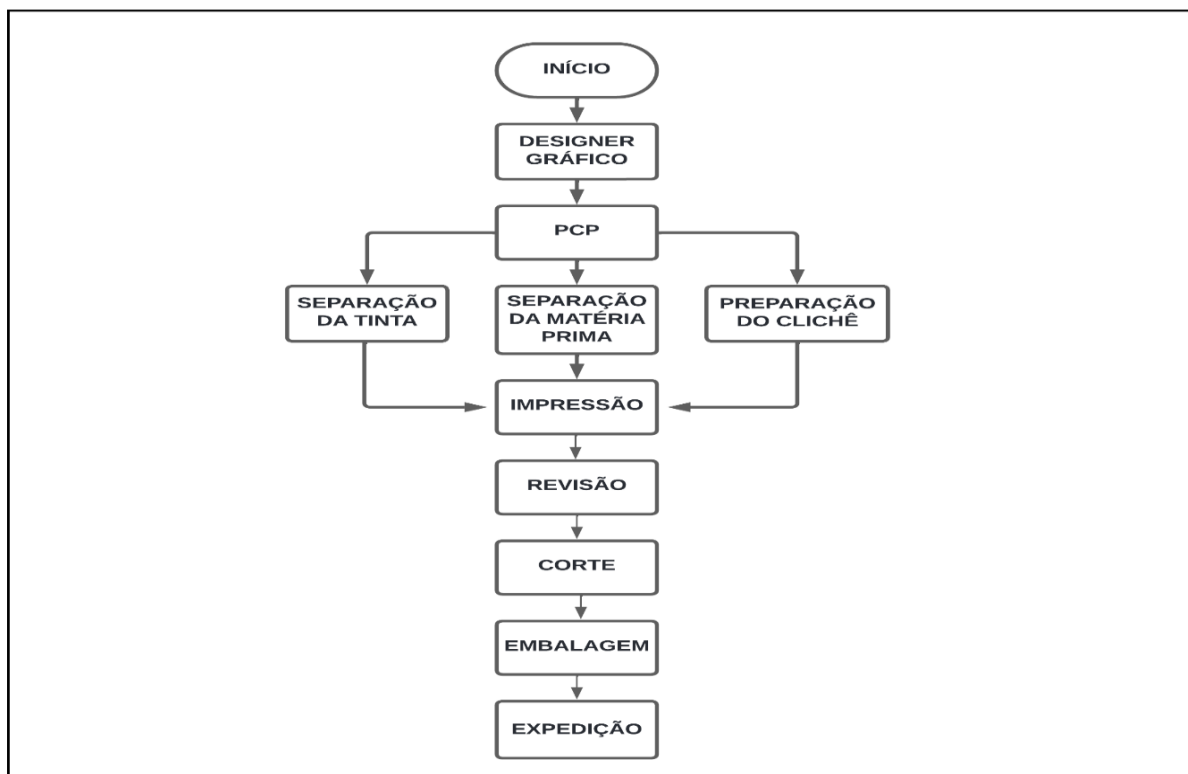 INÍCIO
DESIGNER
GRÁFICO
PCP
SEPARAÇÃO
DA TINTA
SEPARAÇÃO
DA MATÉRIA
PRIMA
PREPARAÇÃO
DO CLICHÊ
IMPRESSÃO
REVISÃO
CORTE
EMBALAGEM
EXPEDIÇÃO